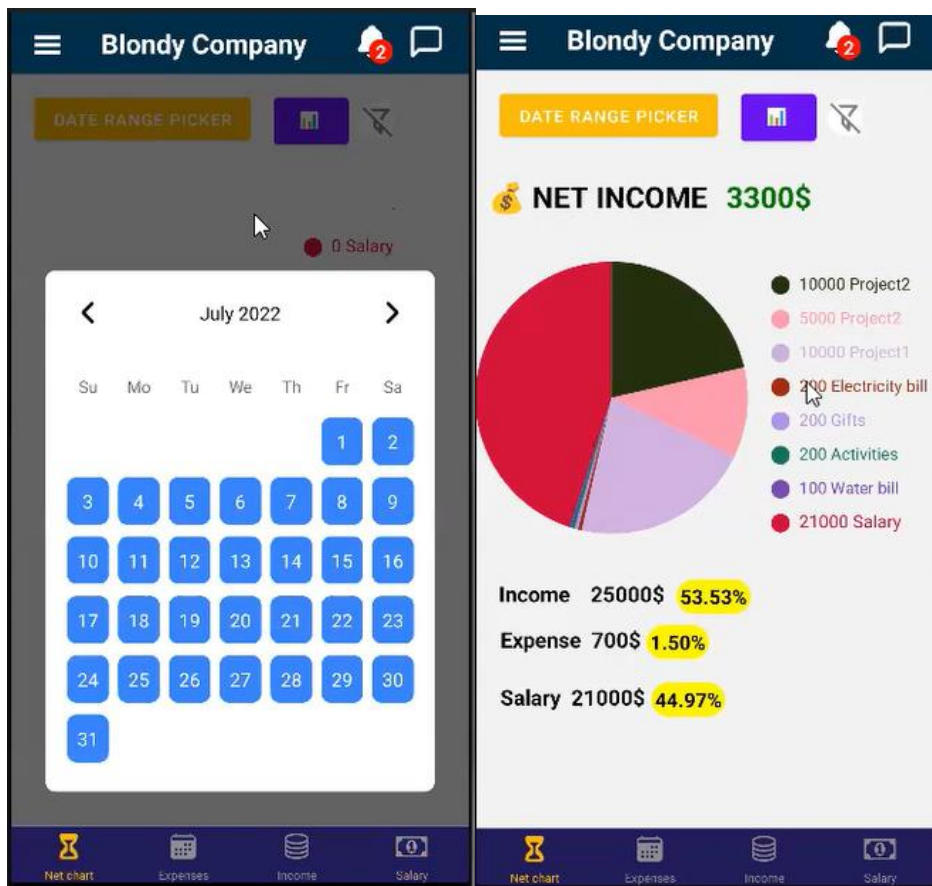 Blondy Company
2
DATE RANGE PICKER
0 Salary
July 2022
Su Mo Tu We Th Fr Sa
1 2
3 4 5 6 7 8 9
10 11 12 13 14 15 16
17 18 19 20 21 22 23
24 25 26 27 28 29 30
31
Net chart Expenses Income Salary
Blondy Company
2
DATE RANGE PICKER
NET INCOME 3300$
10000 Project2
5000 Project2
10000 Project1
200 Electricity bill
200 Gifts
200 Activities
100 Water bill
21000 Salary
Income 25000$ 53.53%
Expense 700$ 1.50%
Salary 21000$ 44.97%
Net chart Expenses Income Salary